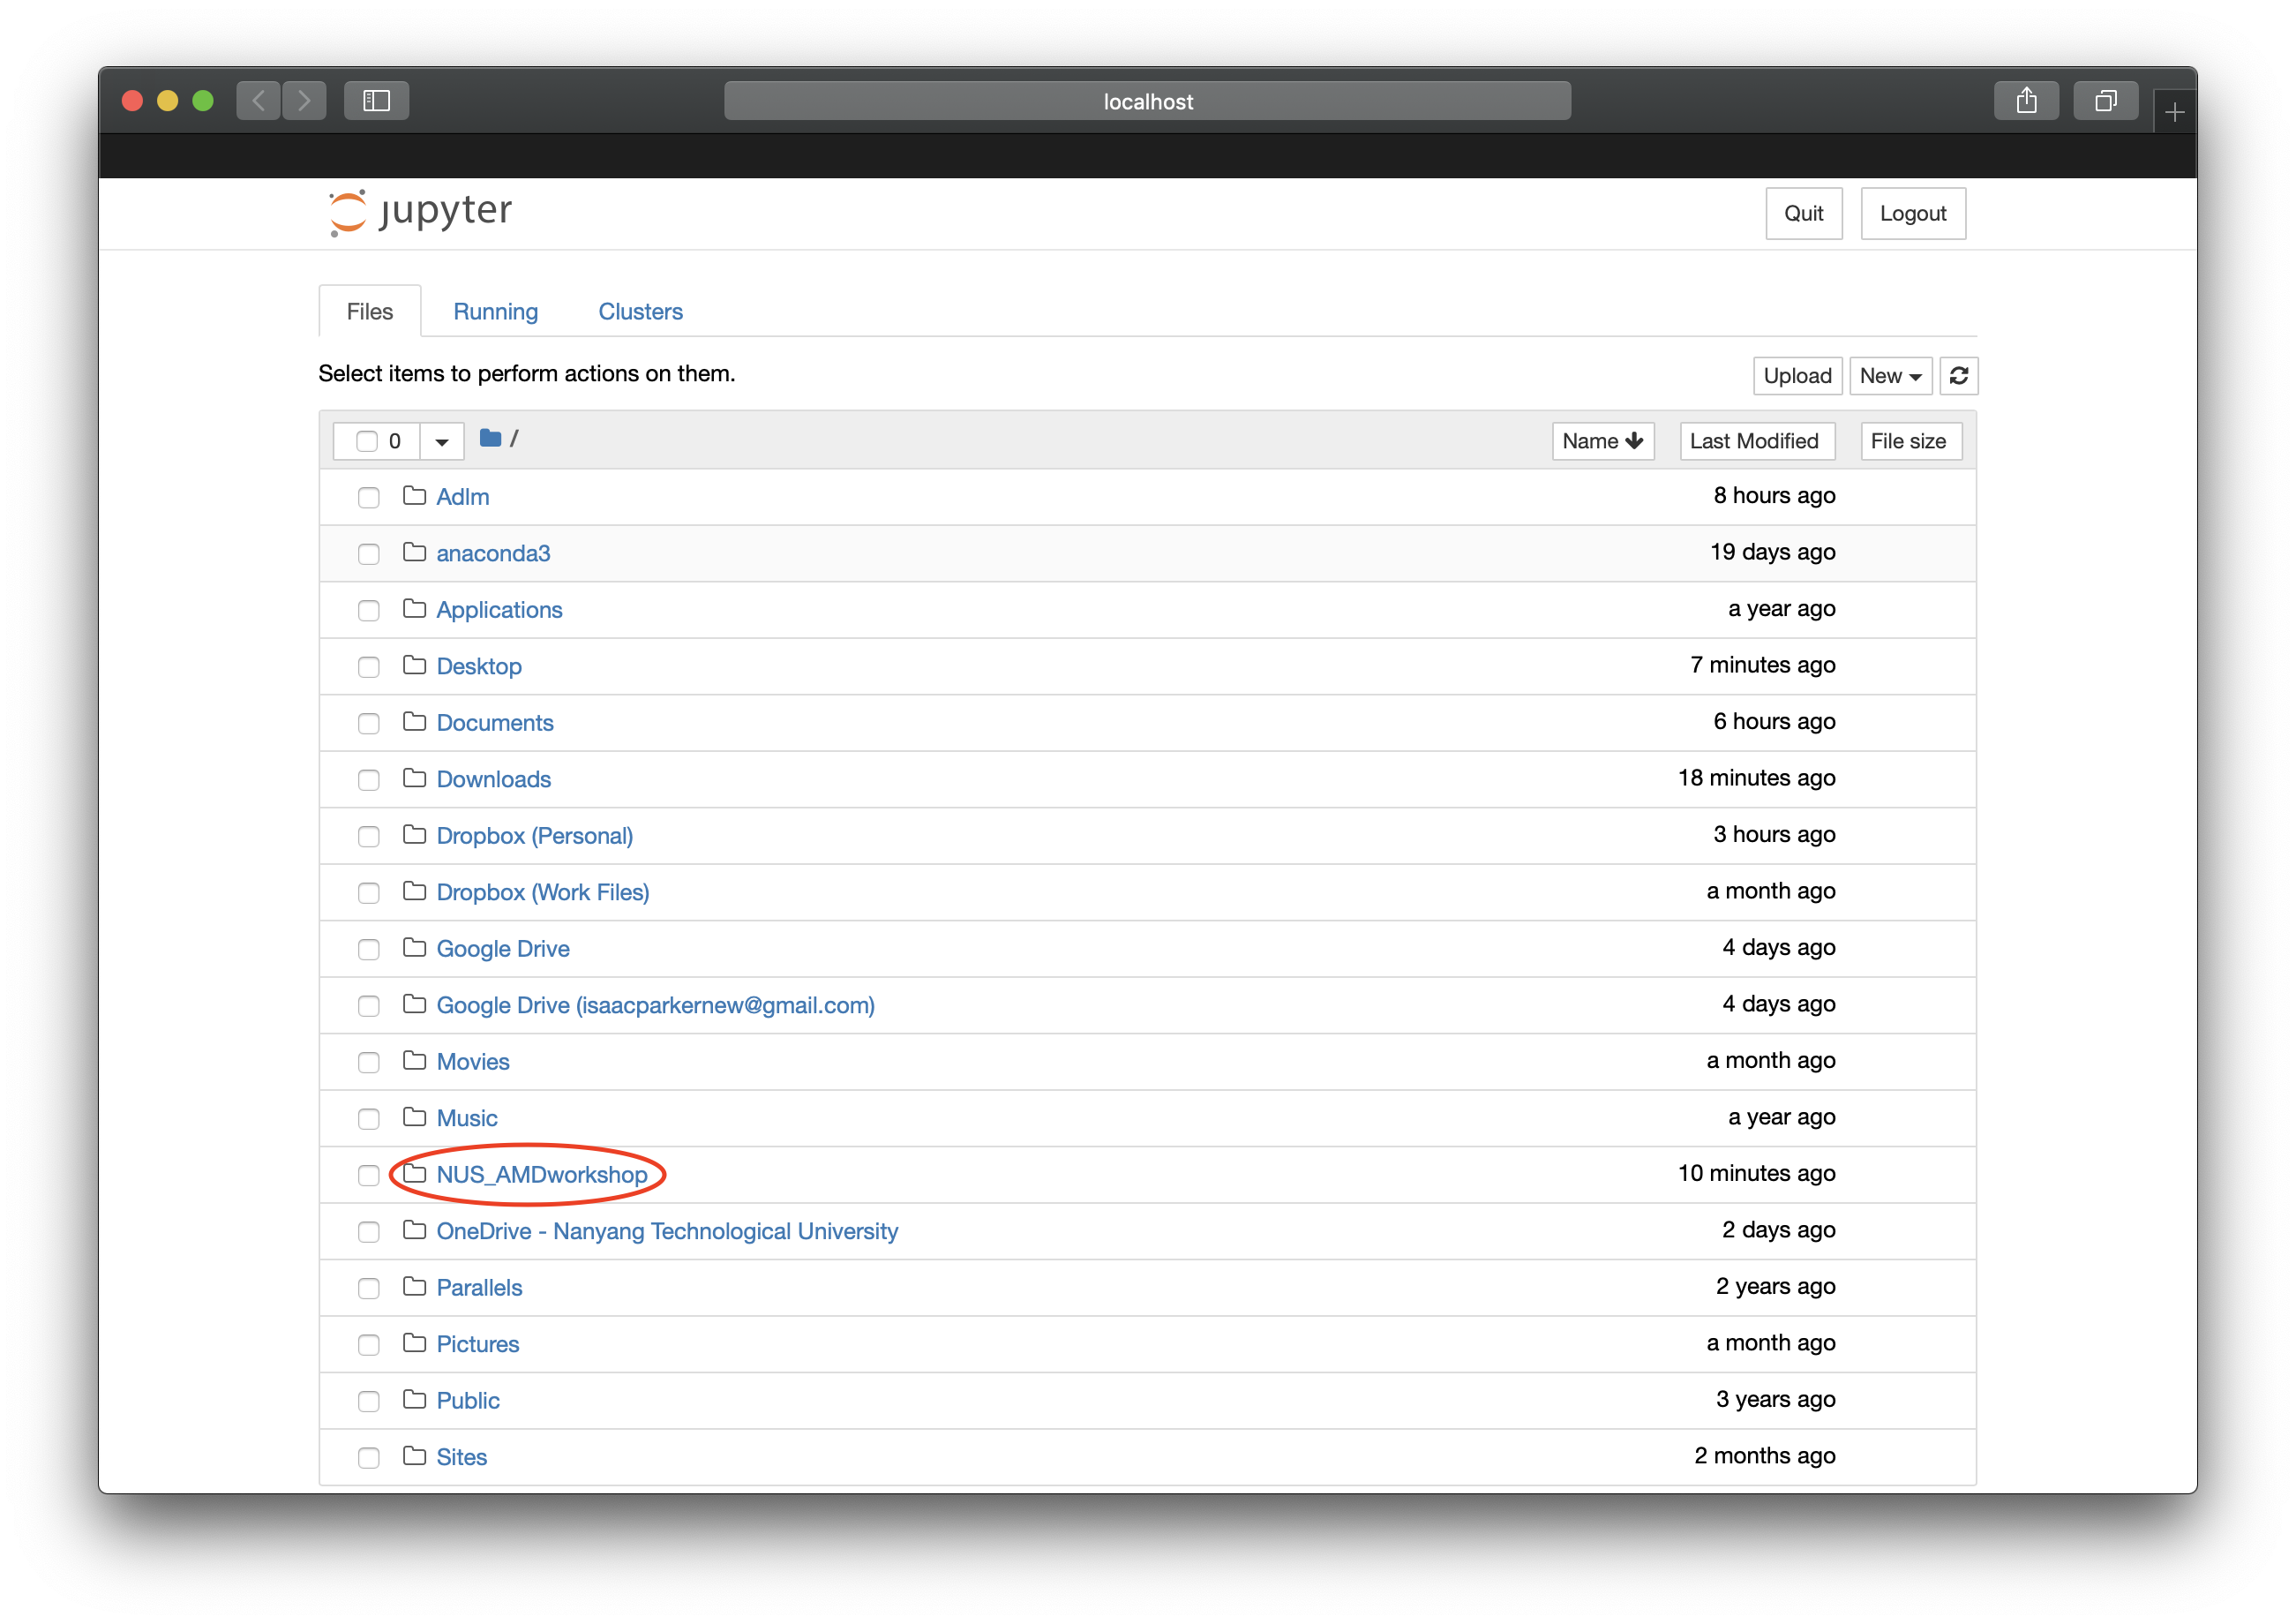 localhost
jupyter
Quit Logout
Files Running Clusters
Select items to perform actions on them.
Upload New
0 / Name Last Modified File size
Adlm 8 hours ago
anaconda3 19 days ago
Applications a year ago
Desktop 7 minutes ago
Documents 6 hours ago
Downloads 18 minutes ago
Dropbox (Personal) 3 hours ago
Dropbox (Work Files) a month ago
Google Drive 4 days ago
Google Drive (isaacparkernew@gmail.com) 4 days ago
Movies a month ago
Music a year ago
NUS_AMDworkshop 10 minutes ago
OneDrive - Nanyang Technological University 2 days ago
Parallels 2 years ago
Pictures a month ago
Public 3 years ago
Sites 2 months ago